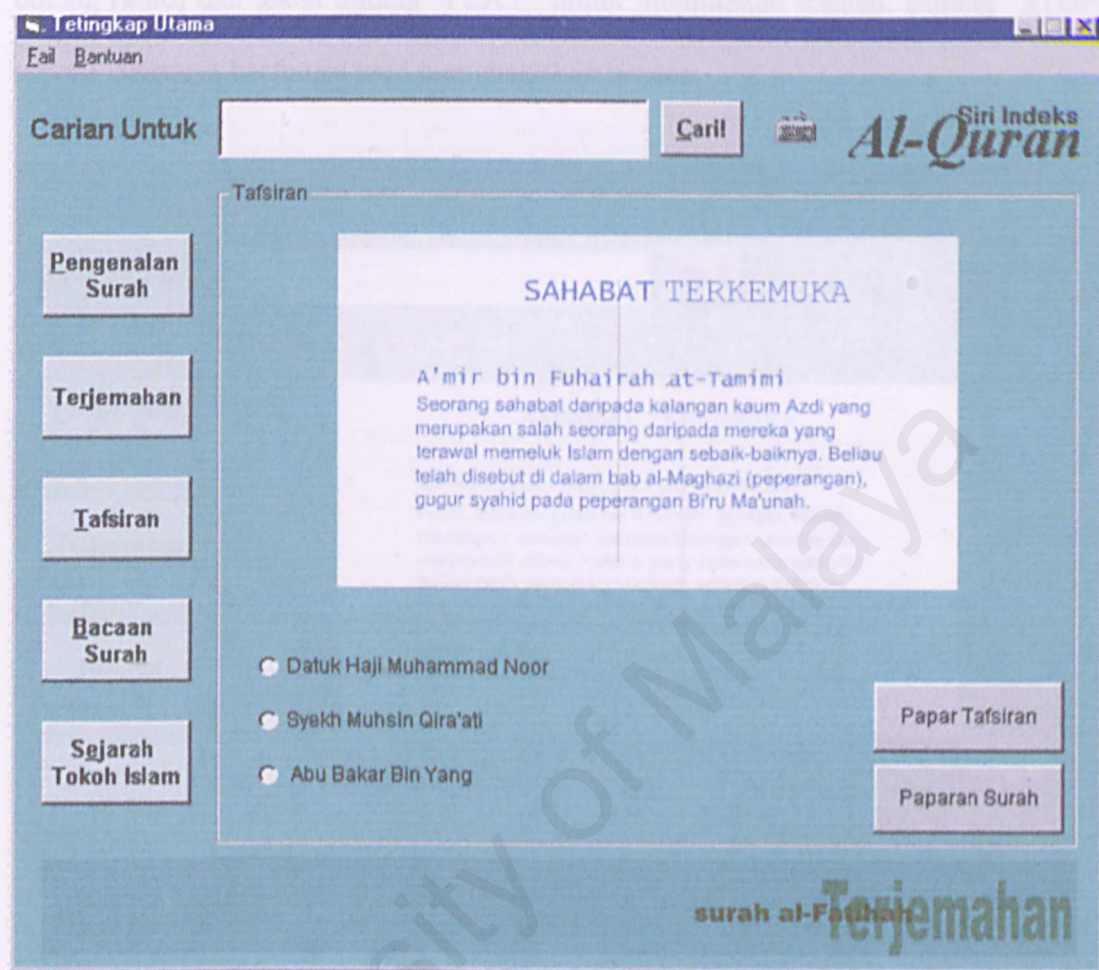 Tetingkap Utama
Fail Bantuan
Carian Untuk
Cari!
Siri Indeks
Al-Quran
Tafsiran
Pengenalan
Surah
Terjemahan
Tafsiran
Bacaan
Surah
Sejarah
Tokoh Islam
SAHABAT TERKEMUKA
A'mir bin Fuhairah .at-Tamimi
Seorang sahabat daripada kalangan kaum Azdi yang
merupakan salah seorang daripada mereka yang
terawal memeluk Islam dengan sebaik-baiknya. Beliau
telah disebut di dalam bab al-Maghazi (peperangan),
gugur syahid pada peperangan Bi'ru Ma'unah.
Datuk Haji Muhammad Noor
Syekh Muhsin Qira'ati
Abu Bakar Bin Yang
Papar Tafsiran
Paparan Surah
surah al-Fatihah
Terjemahan
sity of Malaya